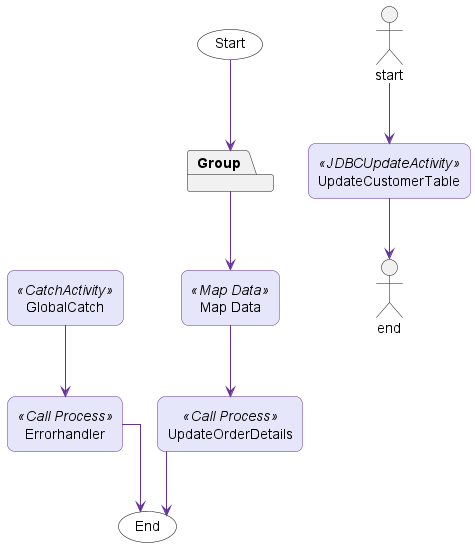 Start
start
Group
«JDBCUpdateActivity»
UpdateCustomerTable
«CatchActivity»
GlobalCatch
«Map Data»
Map Data
end
«Call Process»
Errorhandler
«Call Process»
UpdateOrderDetails
End